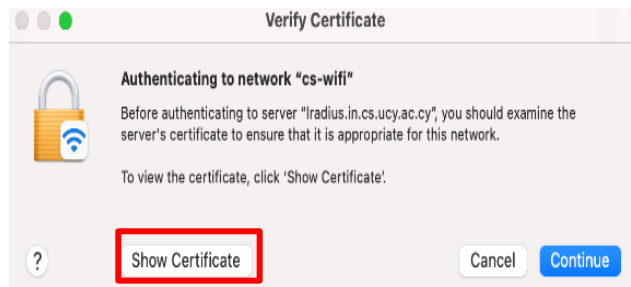 Verify Certificate
Authenticating to network “cs-wifi”
Before authenticating to server “lradius.in.cs.ucy.ac.cy”, you should examine the
server’s certificate to ensure that it is appropriate for this network.
To view the certificate, click ‘Show Certificate’.
? Show Certificate Cancel Continue